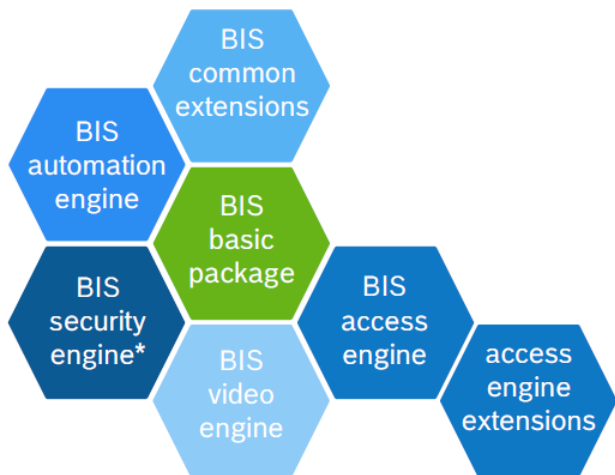 BIS
common
extensions
BIS
automation
engine
BIS
basic
package
BIS
security
engine*
BIS
access
engine
BIS
video
engine
access
engine
extensions